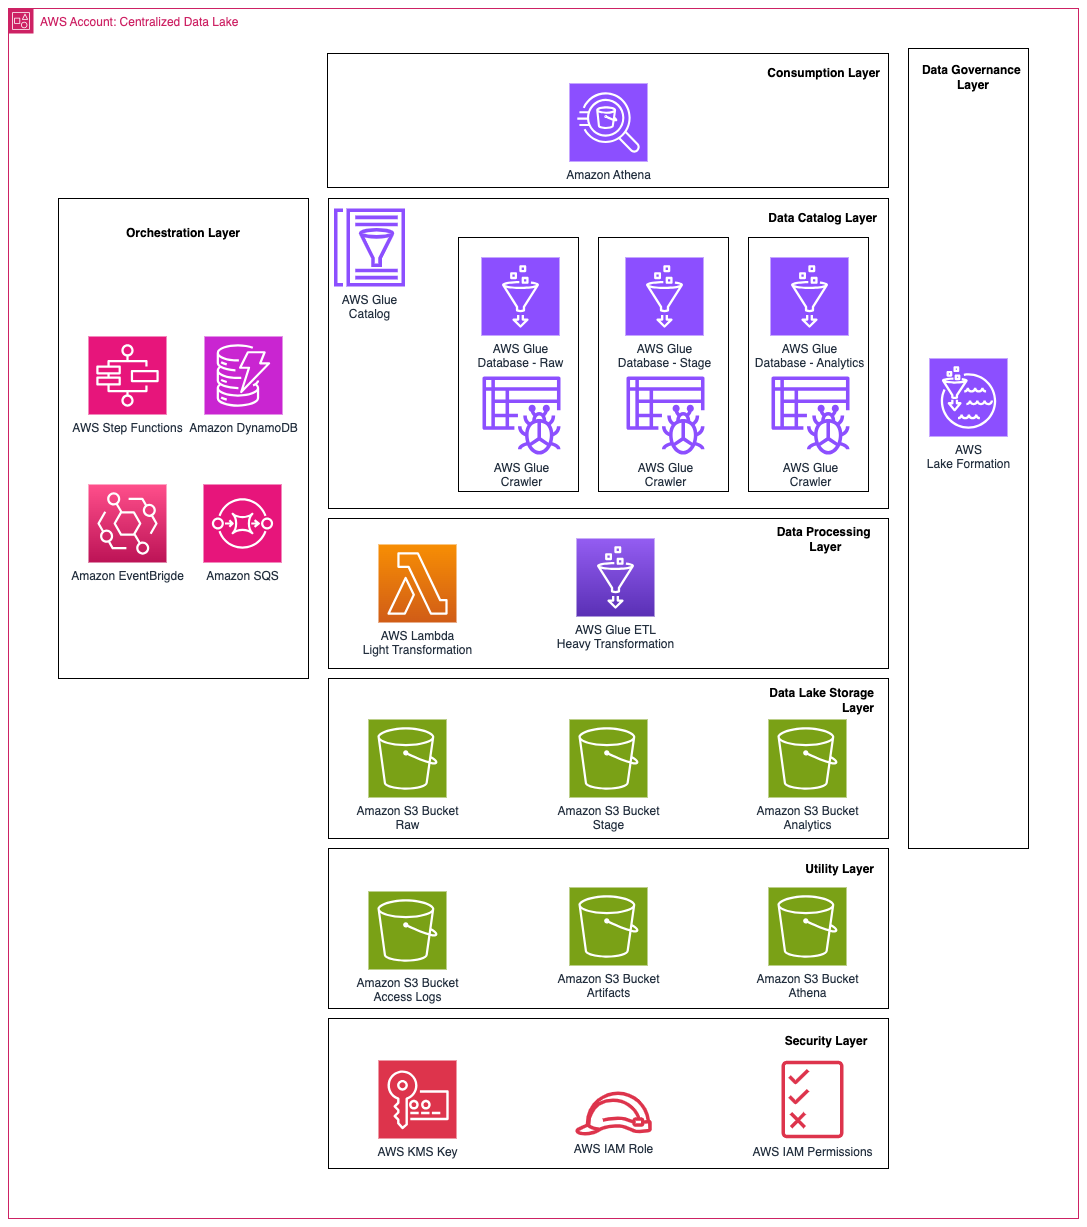 AWS Account: Centralized Data Lake
Consumption Layer
Amazon Athena
Data Governance
Layer
AWS
Lake Formation
Orchestration Layer
AWS Step Functions
Amazon DynamoDB
Amazon EventBrigde
Amazon SQS
Data Catalog Layer
AWS Glue
Catalog
AWS Glue
Database - Raw
AWS Glue
Crawler
AWS Glue
Database - Stage
AWS Glue
Crawler
AWS Glue
Database - Analytics
AWS Glue
Crawler
Data Processing
Layer
AWS Lambda
Light Transformation
AWS Glue ETL
Heavy Transformation
Data Lake Storage
Layer
Amazon S3 Bucket
Raw
Amazon S3 Bucket
Stage
Amazon S3 Bucket
Analytics
Utility Layer
Amazon S3 Bucket
Access Logs
Amazon S3 Bucket
Artifacts
Amazon S3 Bucket
Athena
Security Layer
AWS KMS Key
AWS IAM Role
AWS IAM Permissions